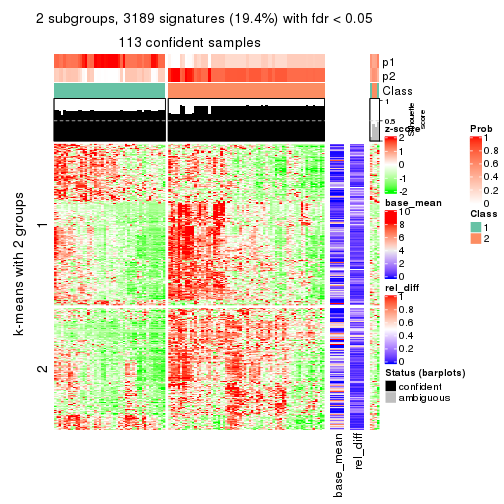 2 subgroups, 3189 signatures (19.4%) with fdr < 0.05
113 confident samples
p1
p2
Class
1
0.5
0
Silhouette score
k-means with 2 groups
1
2
z-score
2
1
0
-1
-2
base_mean
10
8
6
4
2
0
rel_diff
1
0.8
0.6
0.4
0.2
0
Status (barplots)
confident
ambiguous
Prob
1
0.8
0.6
0.4
0.2
0
Class
1
2
base_mean
rel_diff